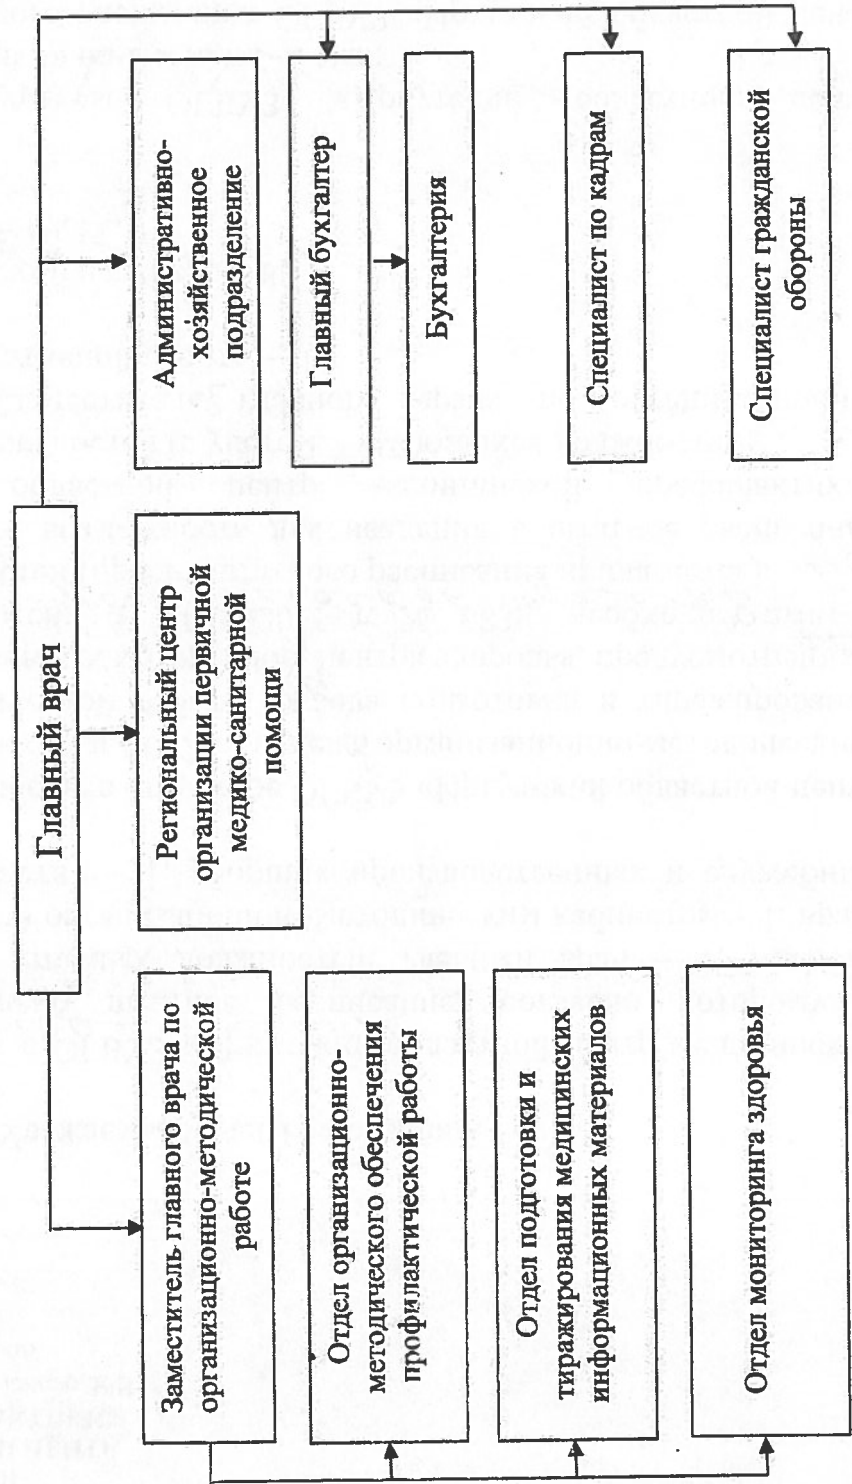 Главный врач
Заместитель главного врача по
организационно-методической
работе
Отдел организационно-
методического обеспечения
профилактической работы
Отдел подготовки и
тиражирования медицинских
информационных материалов
Отдел мониторинга здоровья
Региональный центр
организации первичной
медико-санитарной
помощи
Административно-
хозяйственное
подразделение
Главный бухгалтер
Бухгалтерия
Специалист по кадрам
Специалист гражданской
обороны